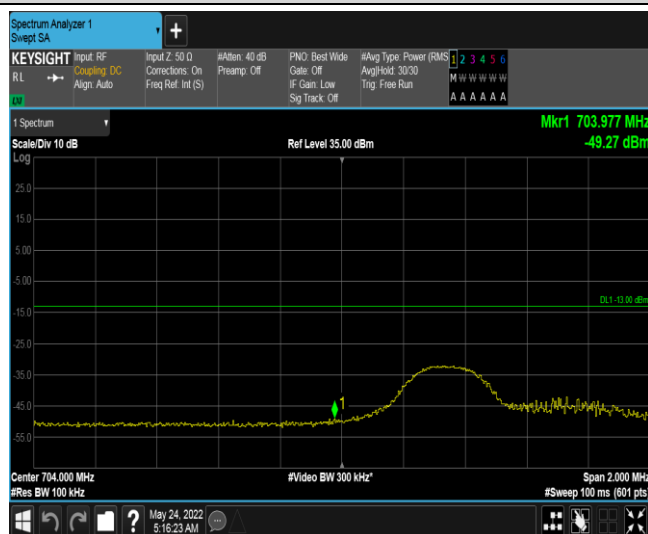 Spectrum Analyzer 1
Swept SA
KEYSIGHT Input: RF Input Z: 50 Ω #Atten: 40 dB PNO: Best Wide #Avg Type: Power (RMS 1 2 3 4 5 6
RL Coupling: DC Corrections: On Preamp: Off Gate: Off Avg|Hold: 30/30 M W W W W W
Align: Auto Freq Ref: Int (S) IF Gain: Low Trig: Free Run
Sig Track: Off A A A A A A
LXI
1 Spectrum Mkr1 703.977 MHz
Scale/Div 10 dB Ref Level 35.00 dBm -49.27 dBm
Log
25.0
15.0
5.00
-5.00
DL1 -13.00 dBm
-15.0
-25.0
-35.0
-45.0
1
-55.0
Center 704.000 MHz #Video BW 300 kHz* Span 2.000 MHz
#Res BW 100 kHz #Sweep 100 ms (601 pts)
? May 24, 2022
5:16:23 AM